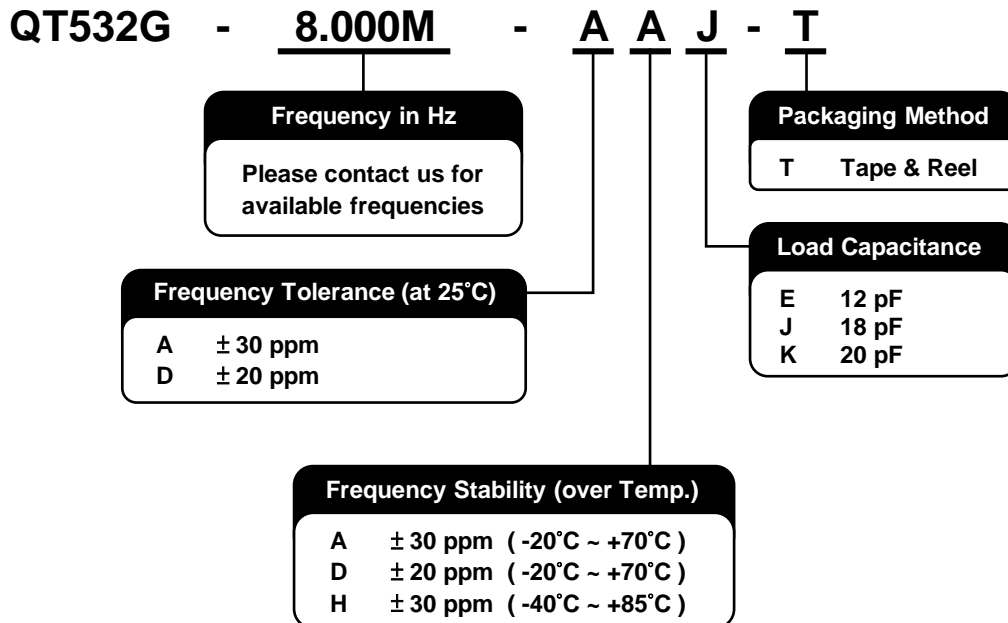 QT532G - 8.000M - A A J - T
Frequency in Hz
Please contact us for
available frequencies
Packaging Method
T Tape & Reel
Load Capacitance
E 12 pF
J 18 pF
K 20 pF
Frequency Tolerance (at 25°C)
A ± 30 ppm
D ± 20 ppm
Frequency Stability (over Temp.)
A ± 30 ppm ( -20°C ~ +70°C )
D ± 20 ppm ( -20°C ~ +70°C )
H ± 30 ppm ( -40°C ~ +85°C )